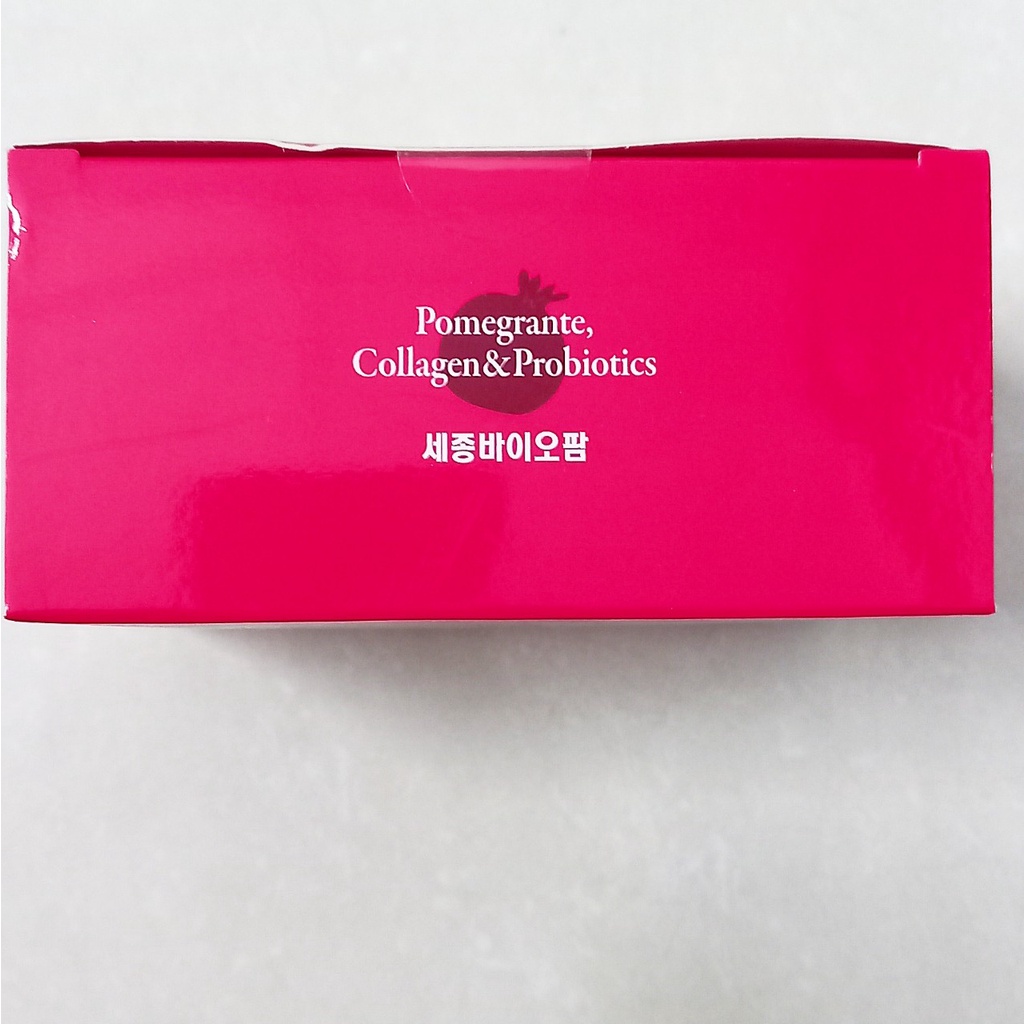 Pomegrante,
Collagen&Probiotics
세종바이오팜